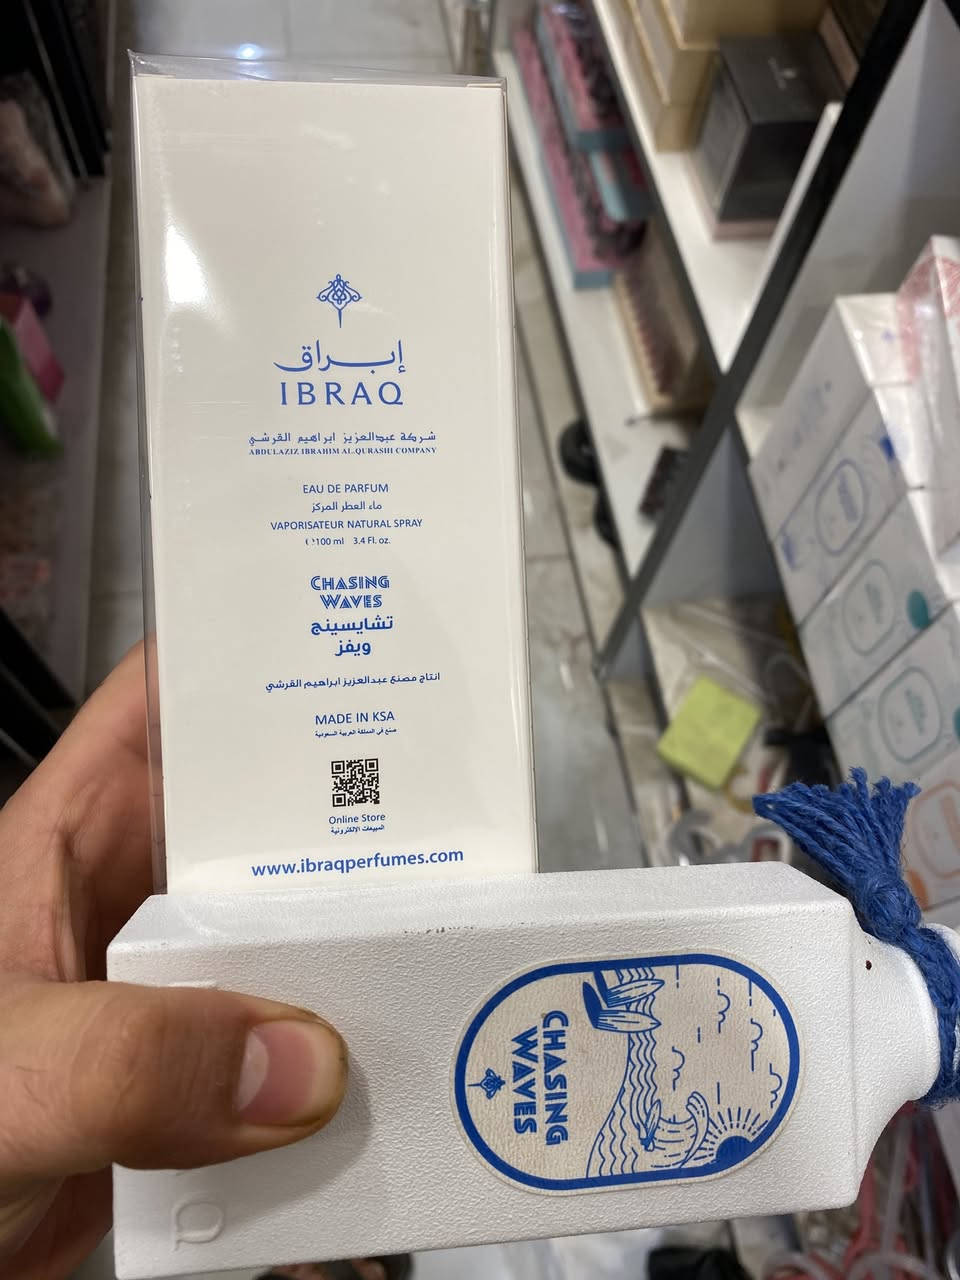 إبراق
IBRAQ
شركة عبدالعزيز ابراهيم القرشي
ABDULAZIZ IBRAHIM AL-QURASHI COMPANY
EAU DE PARFUM
ماء العطر المركز
VAPORISATEUR NATURAL SPRAY
100 ml 3.4 Fl. oz.
CHASING
WAVES
تشايسينج
ويفز
انتاج مصنع عبدالعزيز ابراهيم القرشي
MADE IN KSA
صنع في المملكة العربية السعودية
Online Store
المبيعات الإلكترونية
www.ibraqperfumes.com
CHASING
WAVES